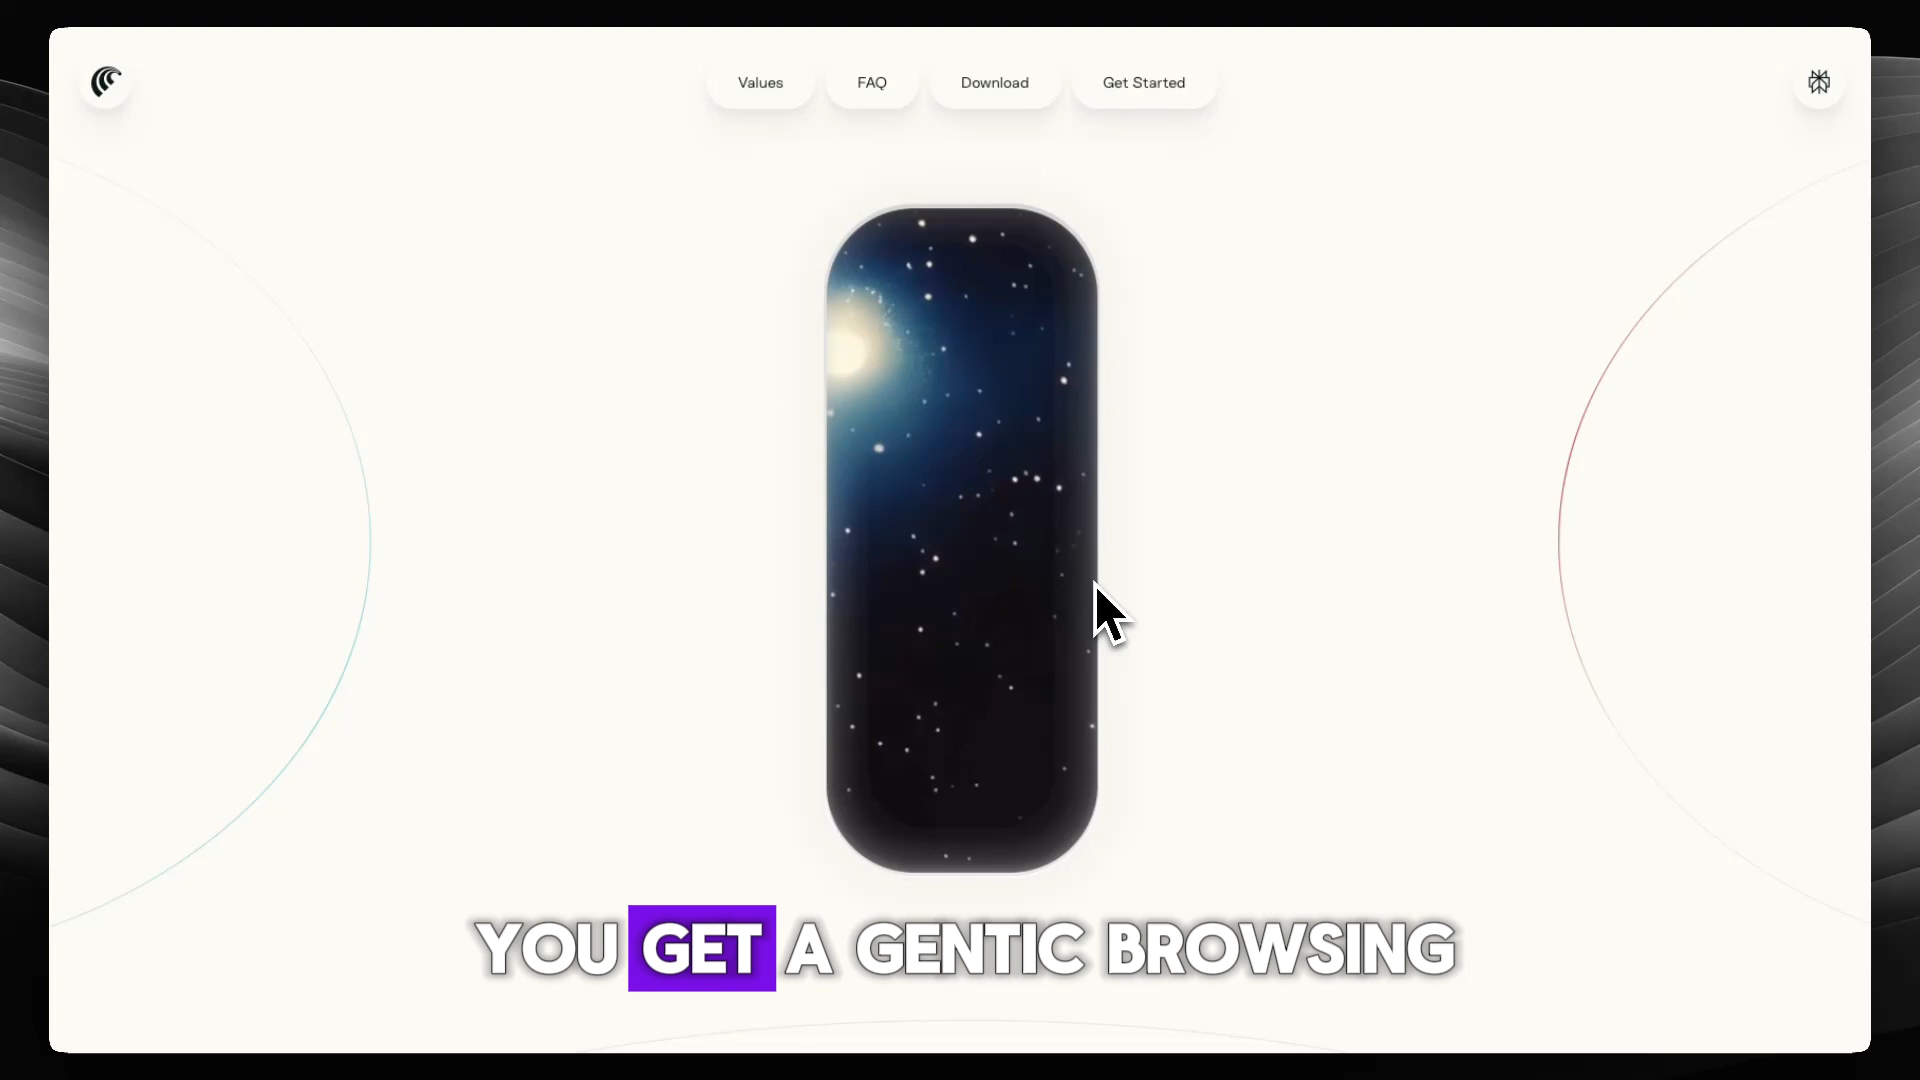 Values
FAQ
Download
Get Started
YOU GET A GENTIC BROWSING